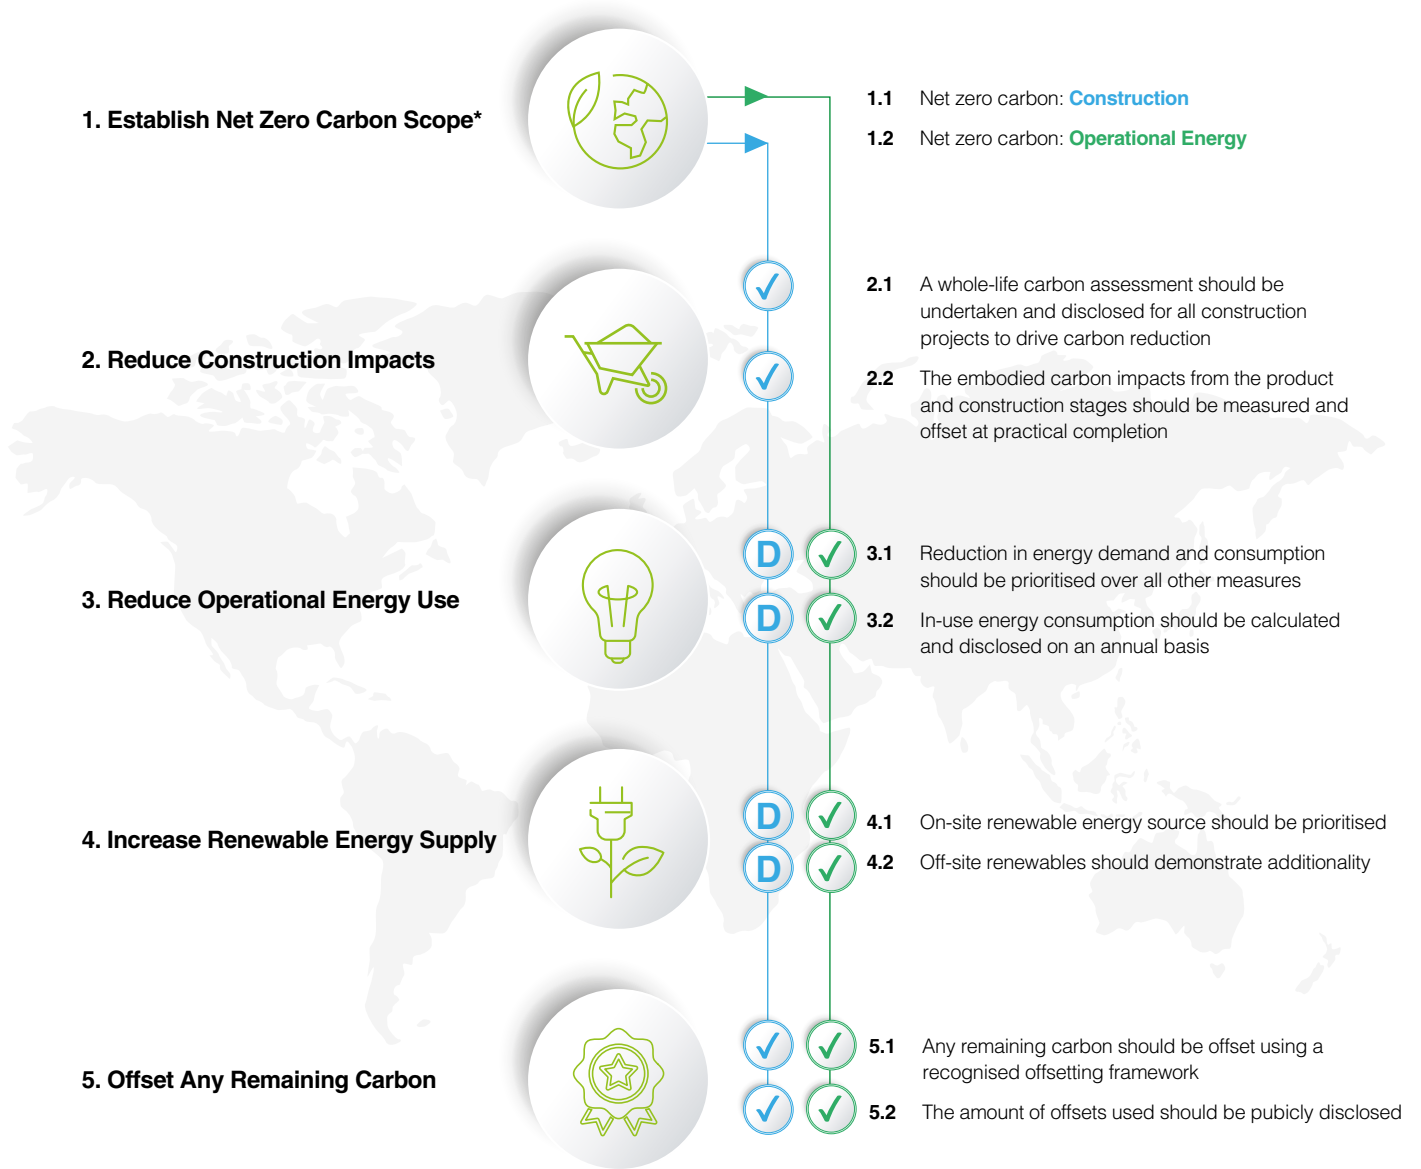 1. Establish Net Zero Carbon Scope*
1.1 Net zero carbon: Construction
1.2 Net zero carbon: Operational Energy
2. Reduce Construction Impacts
2.1 A whole-life carbon assessment should be
undertaken and disclosed for all construction
projects to drive carbon reduction
2.2 The embodied carbon impacts from the product
and construction stages should be measured and
offset at practical completion
3. Reduce Operational Energy Use
D
3.1 Reduction in energy demand and consumption
should be prioritised over all other measures
D
3.2 In-use energy consumption should be calculated
and disclosed on an annual basis
4. Increase Renewable Energy Supply
D
4.1 On-site renewable energy source should be prioritised
D
4.2 Off-site renewables should demonstrate additionality
5. Offset Any Remaining Carbon
5.1 Any remaining carbon should be offset using a
recognised offsetting framework
5.2 The amount of offsets used should be pubicly disclosed